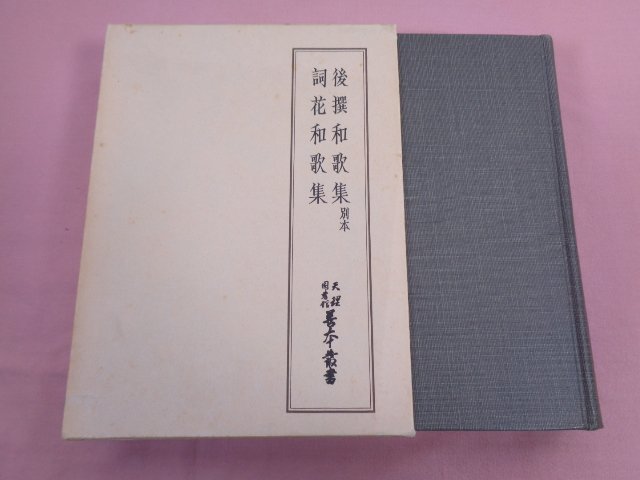 後撰和歌集 別本
詞花和歌集
天理
図書館
善本叢書